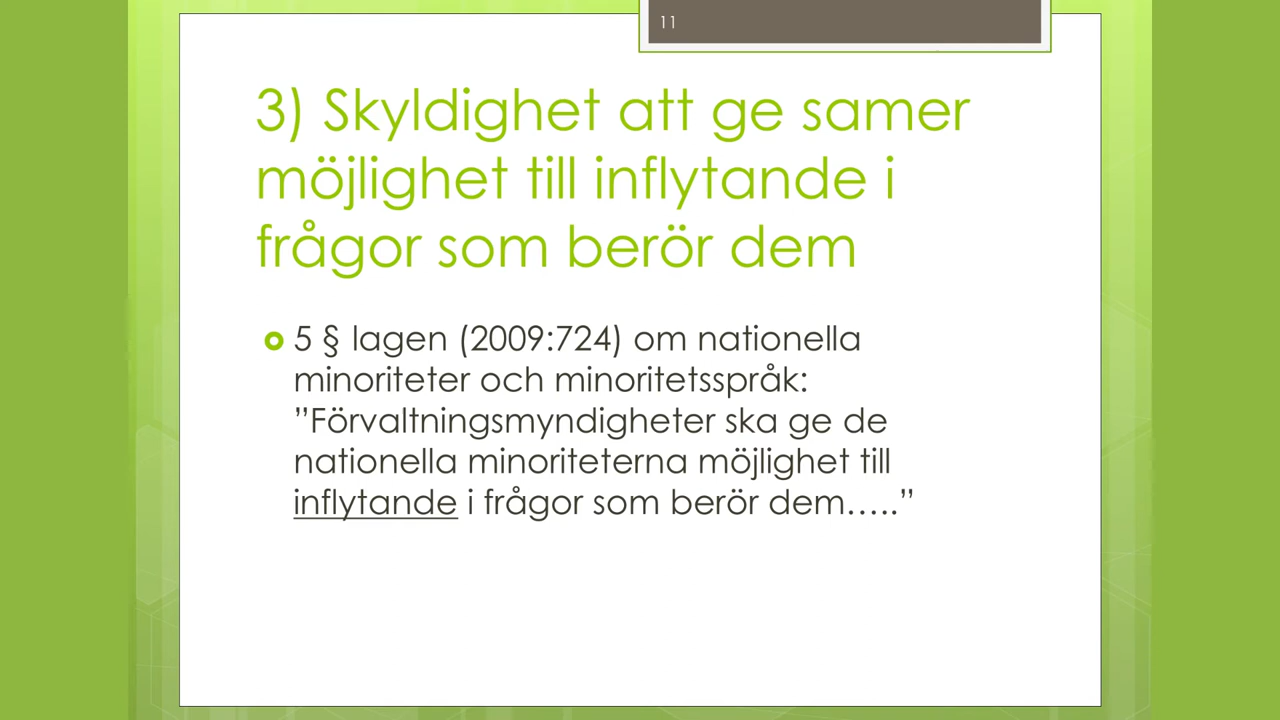 11
3) Skyldighet att ge samer
möjlighet till inflytande i
frågor som berör dem
5 § lagen (2009:724) om nationella
minoriteter och minoritetsspråk:
”Förvaltningsmyndigheter ska ge de
nationella minoriteterna möjlighet till
inflytande i frågor som berör dem…..”